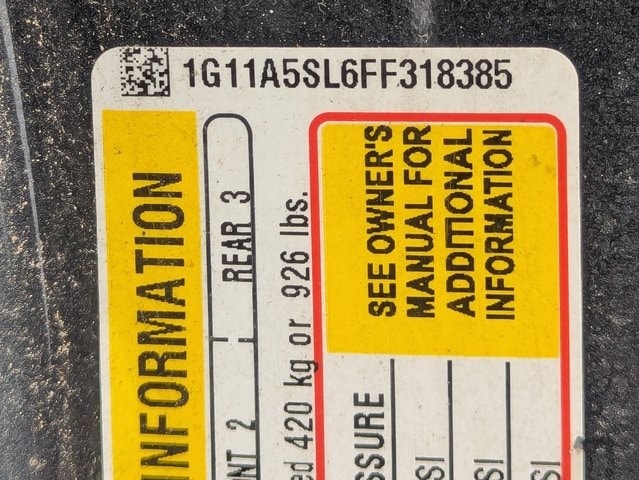 1G11A5SL6FF318385
INFORMATION
NT 2
REAR 3
ed 420 kg or 926 lbs.
SEE OWNER'S
MANUAL FOR
ADDITIONAL
INFORMATION
SSURE
SI
SI
SI